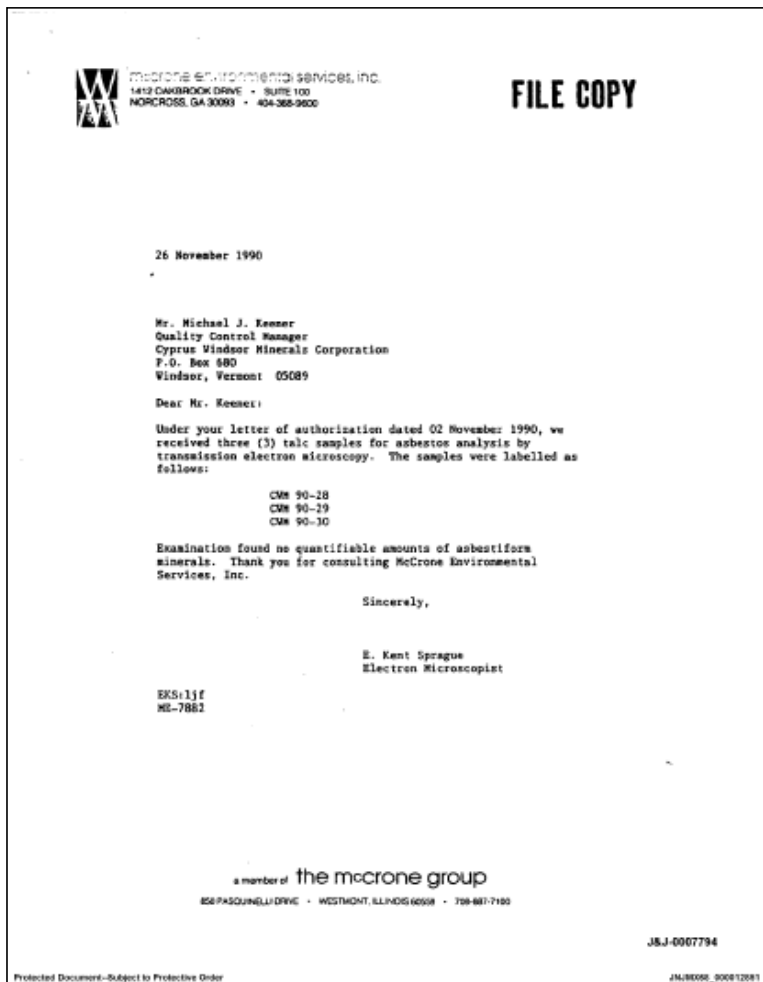 mccrone environmental services, inc.
1412 OAKBROOK DRIVE • SUITE 100
NORCROSS, GA 30093 • 404-368-9600
FILE COPY
26 November 1990
Mr. Michael J. Keener
Quality Control Manager
Cyprus Windsor Minerals Corporation
P.O. Box 680
Windsor, Vermont 05089
Dear Mr. Keener:
Under your letter of authorization dated 02 November 1990, we
received three (3) talc samples for asbestos analysis by
transmission electron microscopy. The samples were labelled as
follows:
CWM 90-28
CWM 90-29
CWM 90-30
Examination found no quantifiable amounts of asbestiform
minerals. Thank you for consulting McCrone Environmental
Services, Inc.
Sincerely,
E. Kent Sprague
Electron Microscopist
EKS:ljf
ME-7882
a member of the mccrone group
850 PASQUINELLI DRIVE • WESTMONT, ILLINOIS 60559 • 708-887-7100
J&J-0007794
Protected Document--Subject to Protective Order